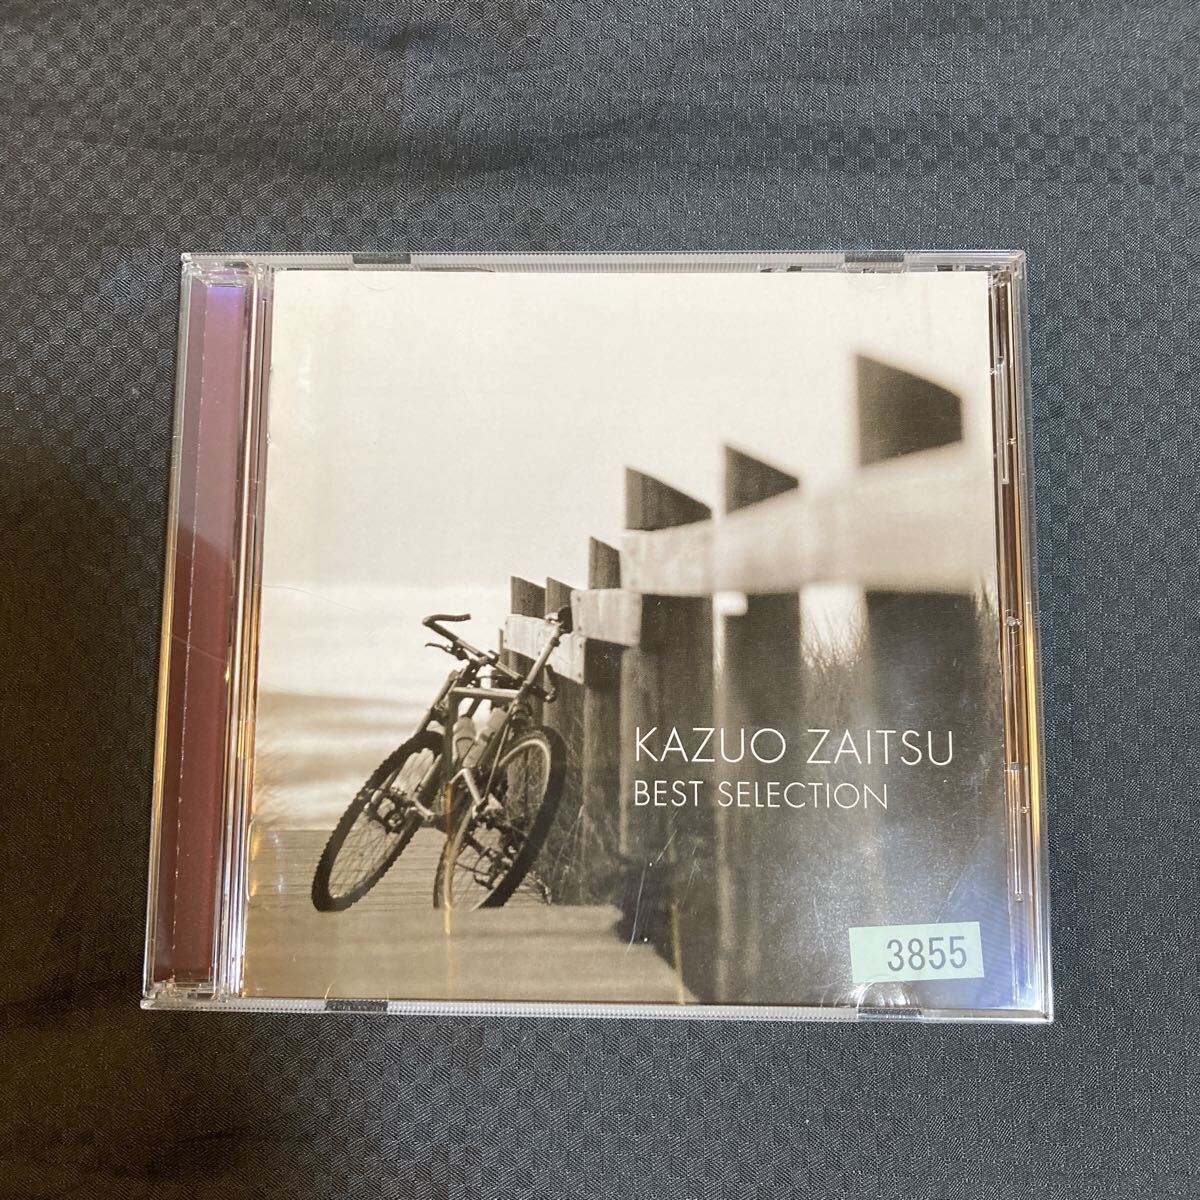 KAZUO ZAITSU
BEST SELECTION
3855